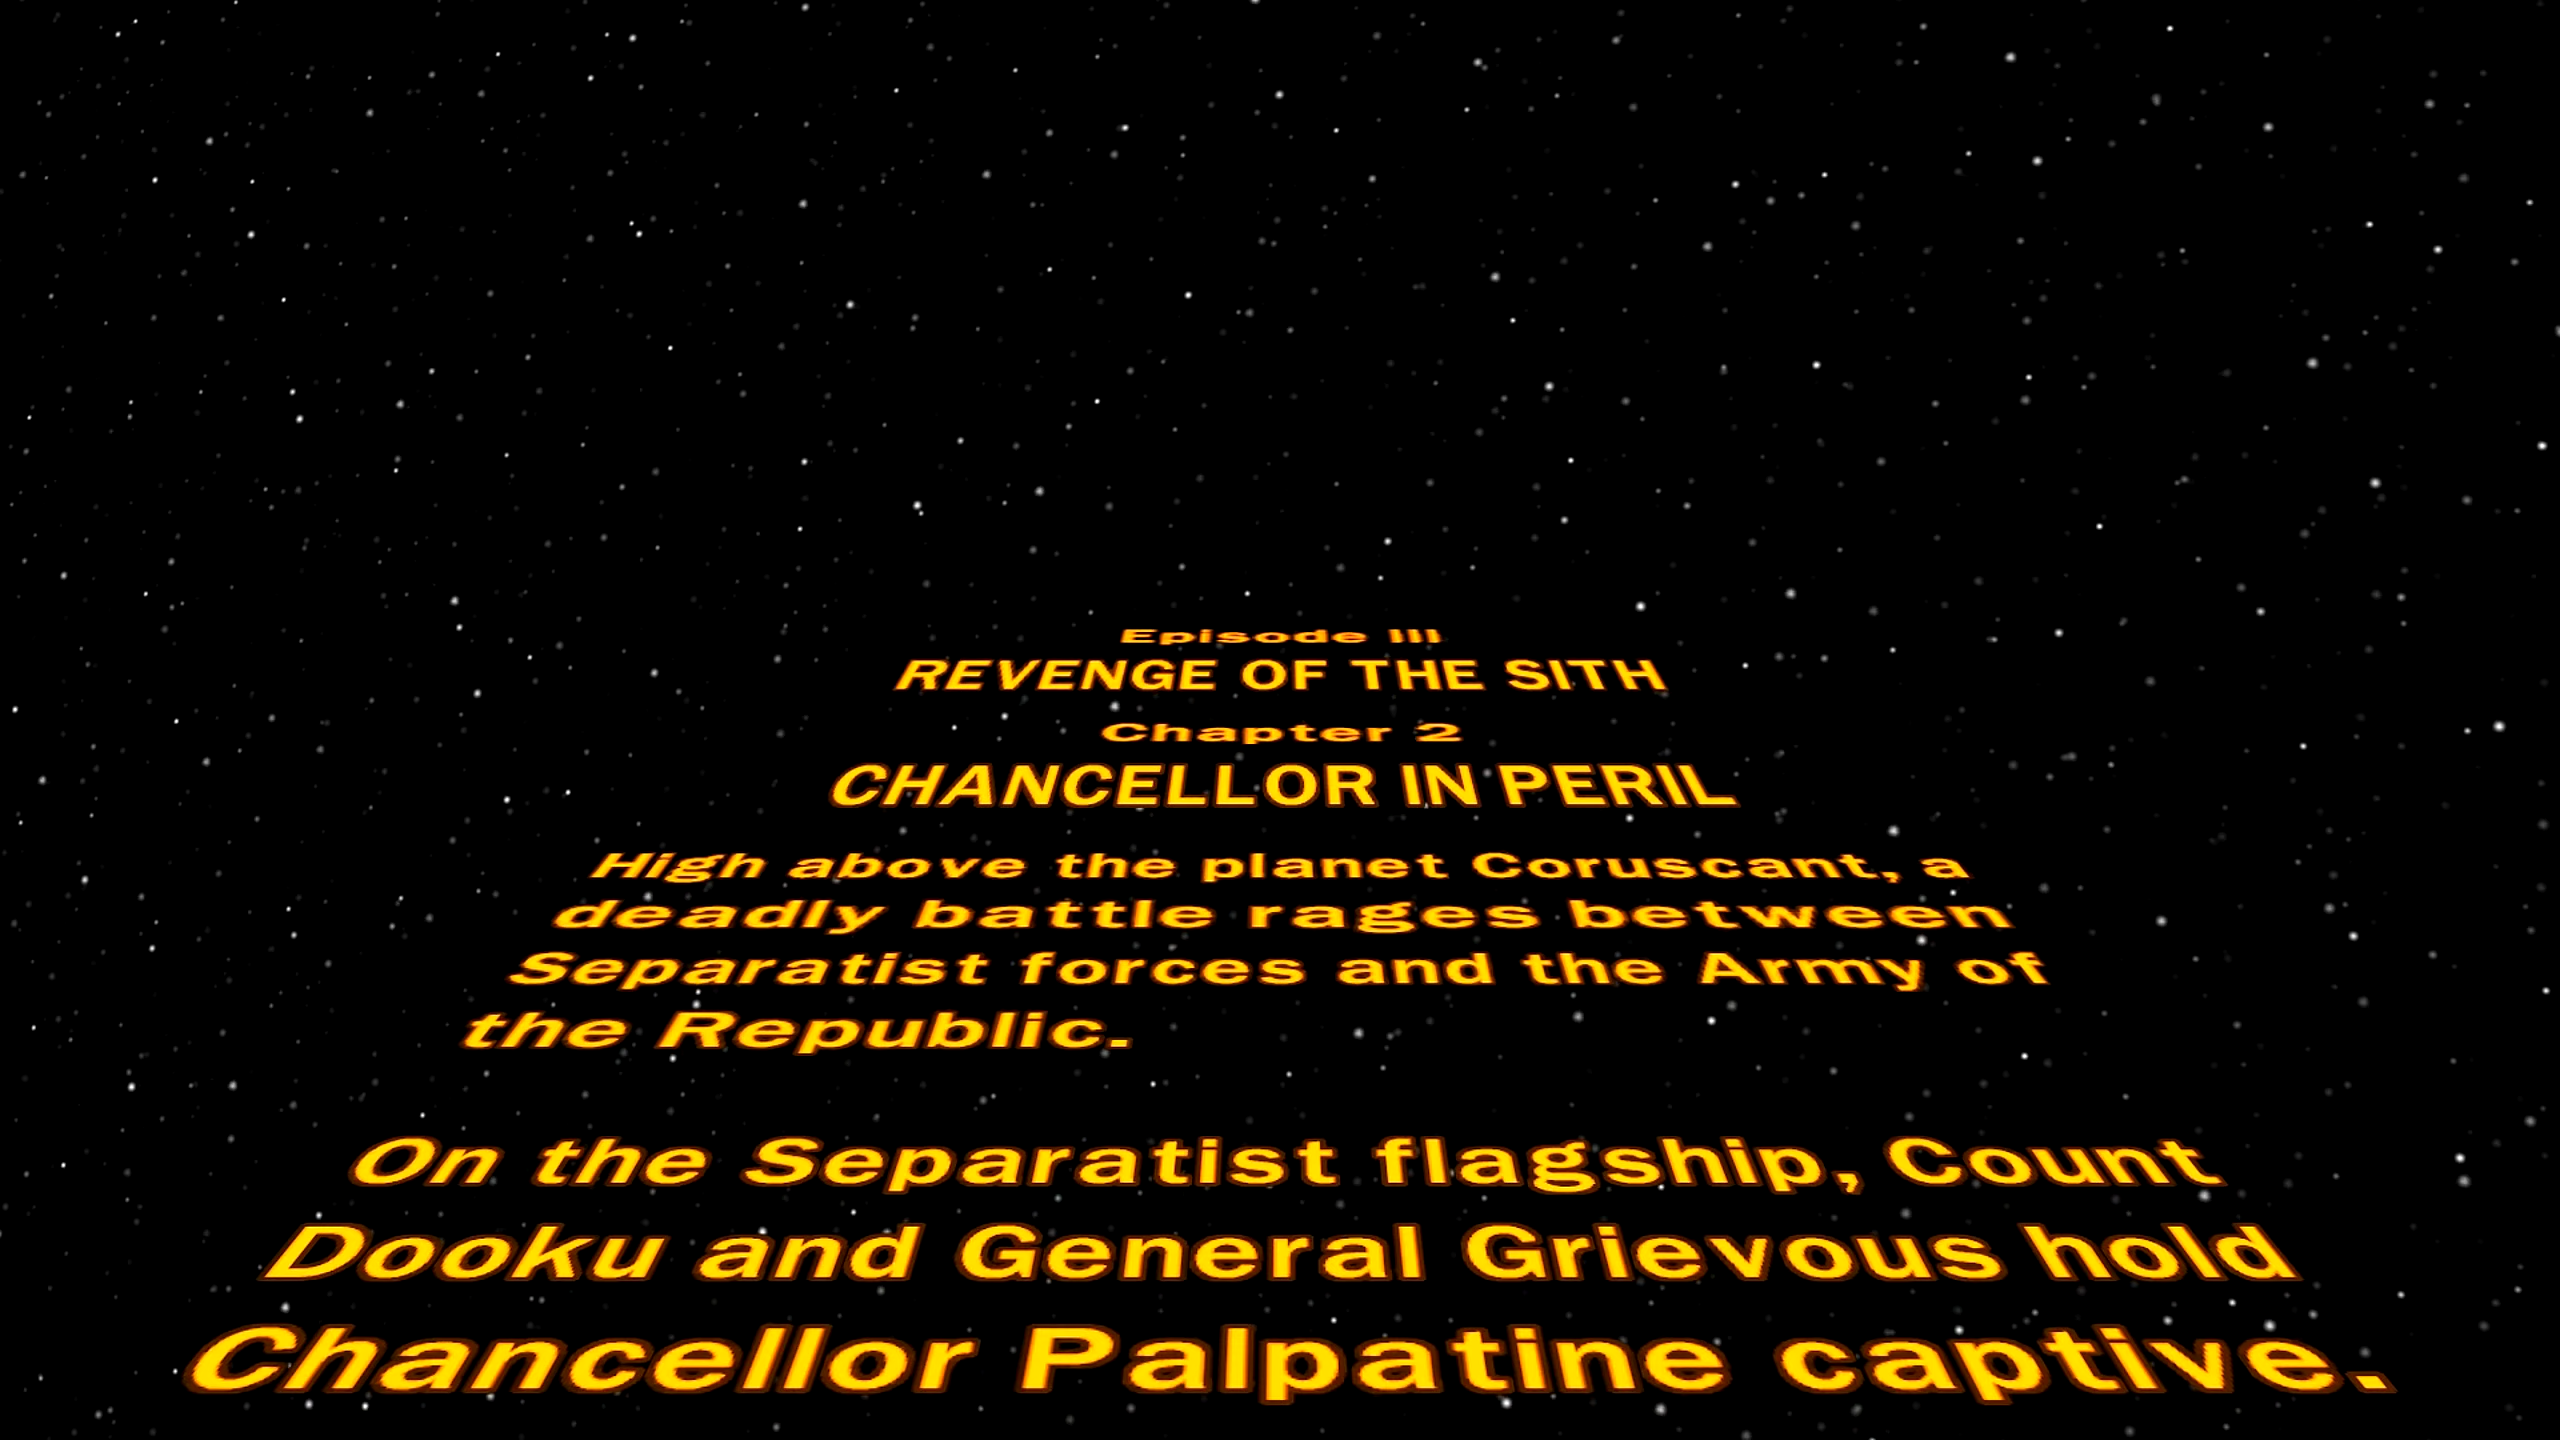 Episode III
REVENGE OF THE SITH
Chapter 2
CHANCELLOR IN PERIL
High above the planet Coruscant, a
deadly battle rages between
Separatist forces and the Army of
the Republic.
On the Separatist flagship, Count
Dooku and General Grievous hold
Chancellor Palpatine captive.